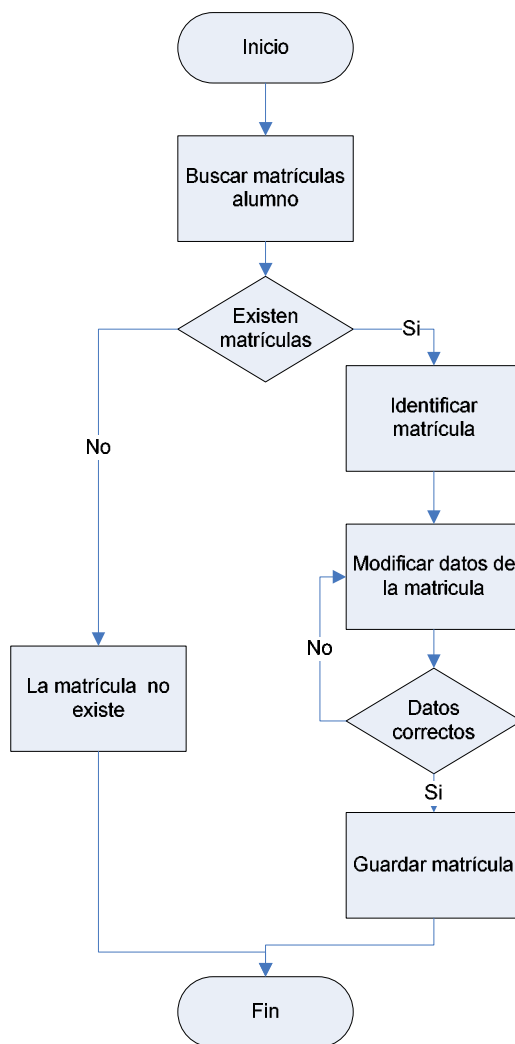 Inicio
Buscar matrículas
alumno
Existen
matrículas
Si
Identificar
matrícula
No
Modificar datos de
la matricula
No
La matrícula  no
existe
Datos
correctos
Si
Guardar matrícula
Fin